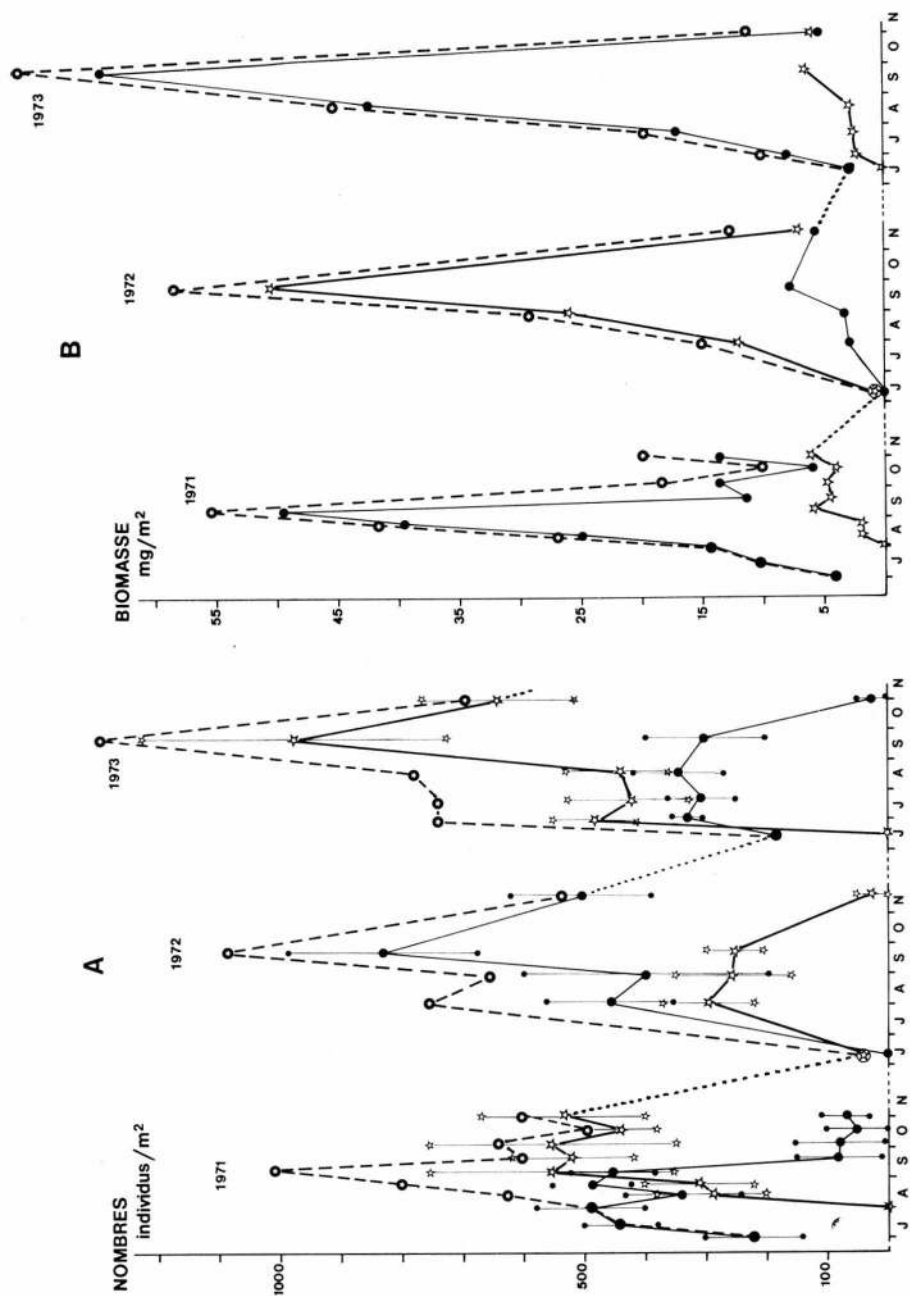 A
NOMBRES
individus/m²
1971
1972
1973
1000
500
100
J A S O N J J A S O N J J A S O N
B
BIOMASSE
mg/m²
1971
1972
1973
55
45
35
25
15
5
J A S O N J J A S O N J J A S O N